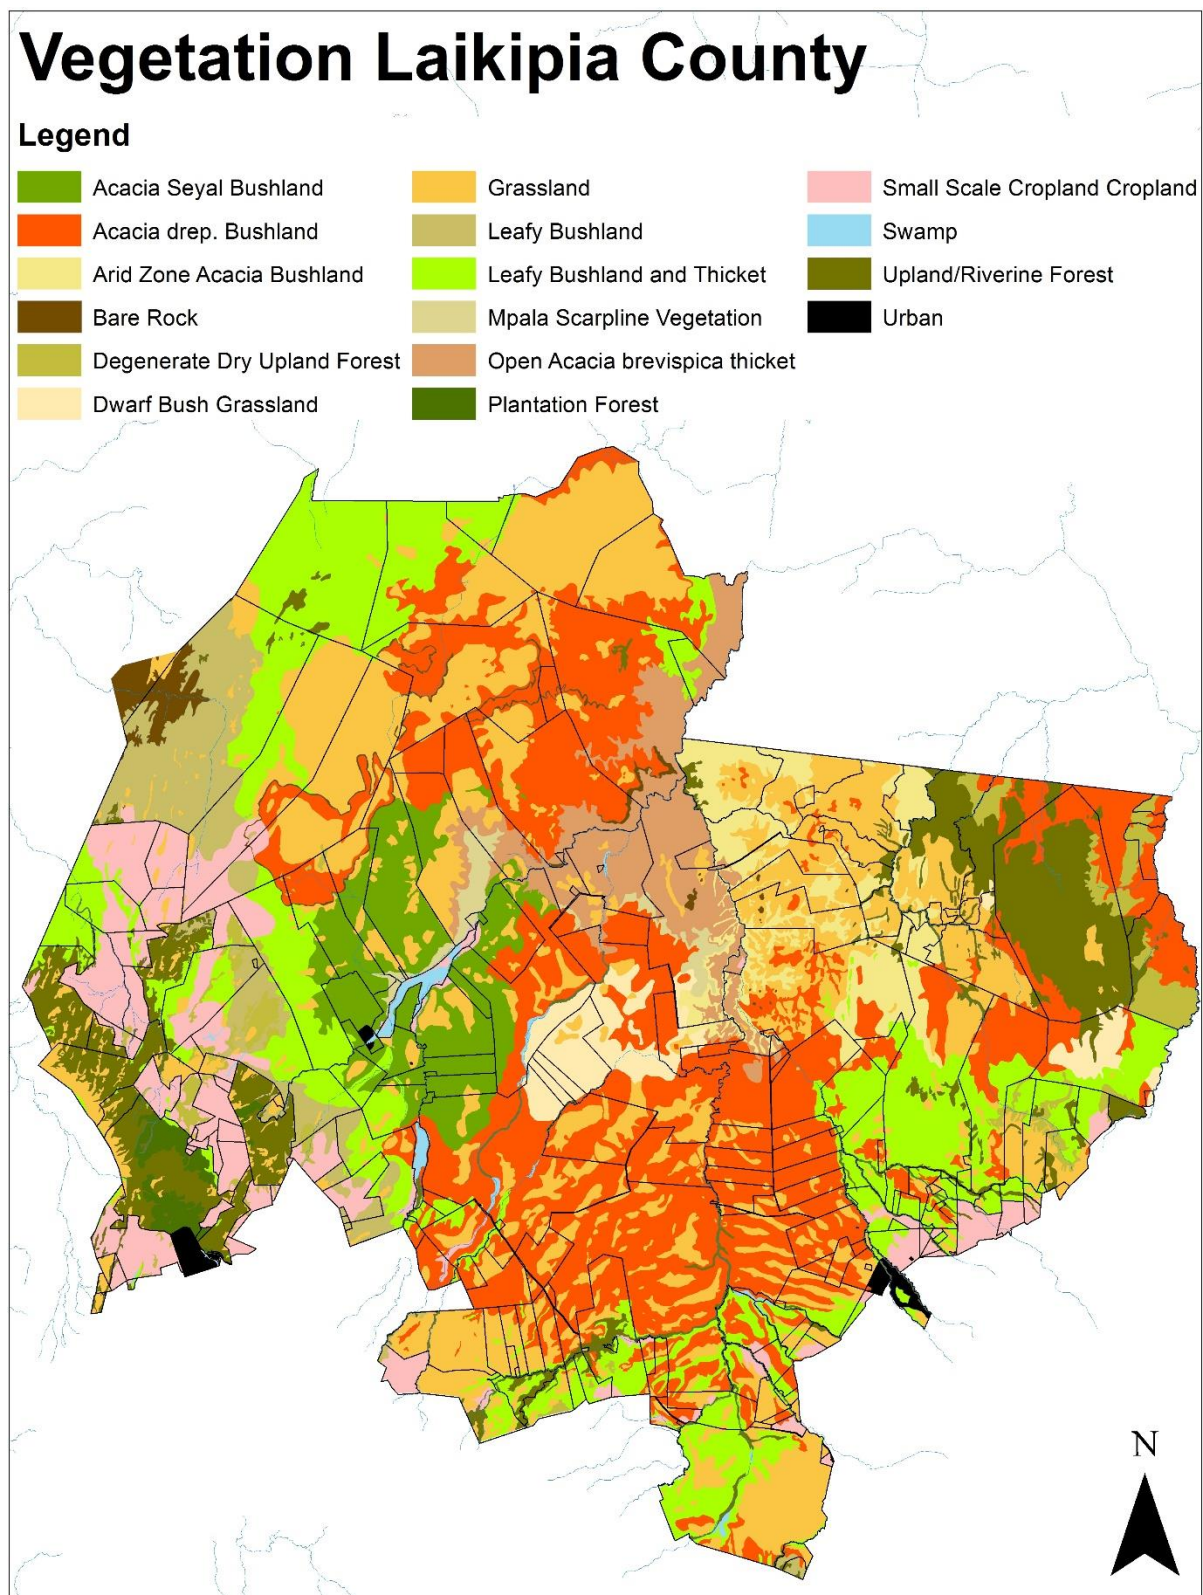 Vegetation Laikipia County
Legend
Acacia Seyal Bushland
Acacia drep. Bushland
Arid Zone Acacia Bushland
Bare Rock
Degenerate Dry Upland Forest
Dwarf Bush Grassland
Grassland
Leafy Bushland
Leafy Bushland and Thicket
Mpala Scarpline Vegetation
Open Acacia brevispica thicket
Plantation Forest
Small Scale Cropland Cropland
Swamp
Upland/Riverine Forest
Urban
N